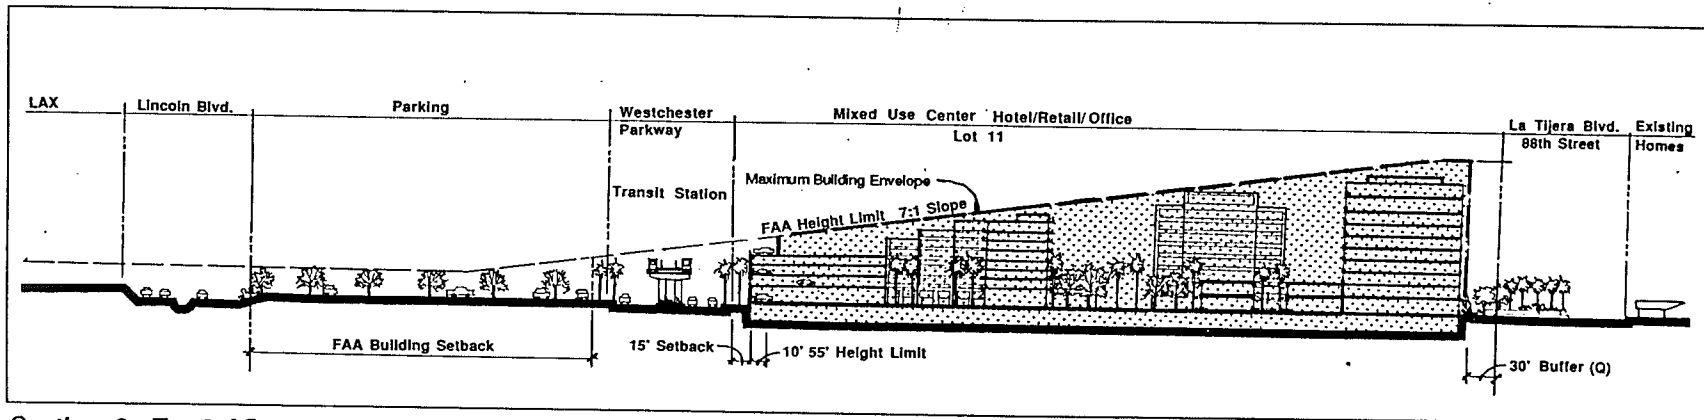 LAX
Lincoln Blvd.
Parking
Westchester
Parkway
Mixed Use Center Hotel/Retail/Office
Lot 11
La Tijera Blvd.
88th Street
Existing
Homes
Transit Station
Maximum Building Envelope
FAA Height Limit 7:1 Slope
FAA Building Setback
15' Setback
10' 55' Height Limit
30' Buffer (Q)